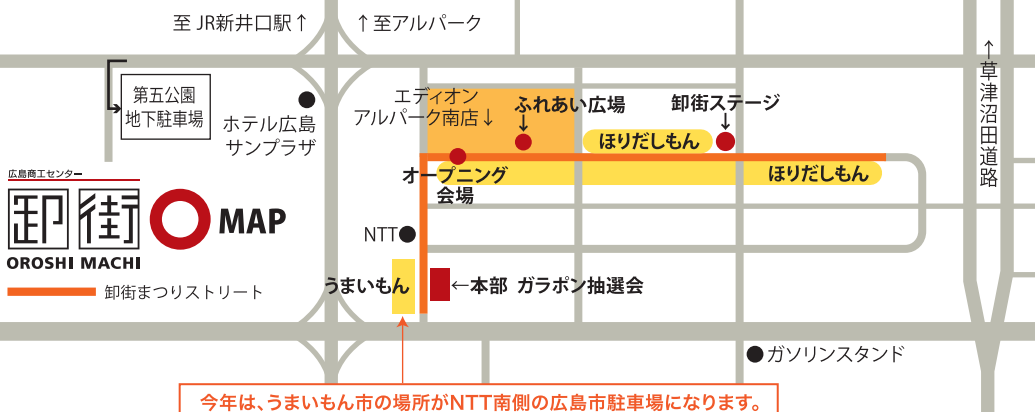 至 JR新井口駅↑
↑至アルパーク
第五公園
地下駐車場
ホテル広島
サンプラザ
エディオン
アルパーク南店↓
ふれあい広場
↓
卸街ステージ
↓
ほりだしもん
オープニング
会場
ほりだしもん
↑草津沼田道路
広島商工センター
卸街 MAP
OROSHI MACHI
卸街まつりストリート
NTT
うまいもん
←本部 ガラポン抽選会
ガソリンスタンド
今年は、うまいもん市の場所がNTT南側の広島市駐車場になります。